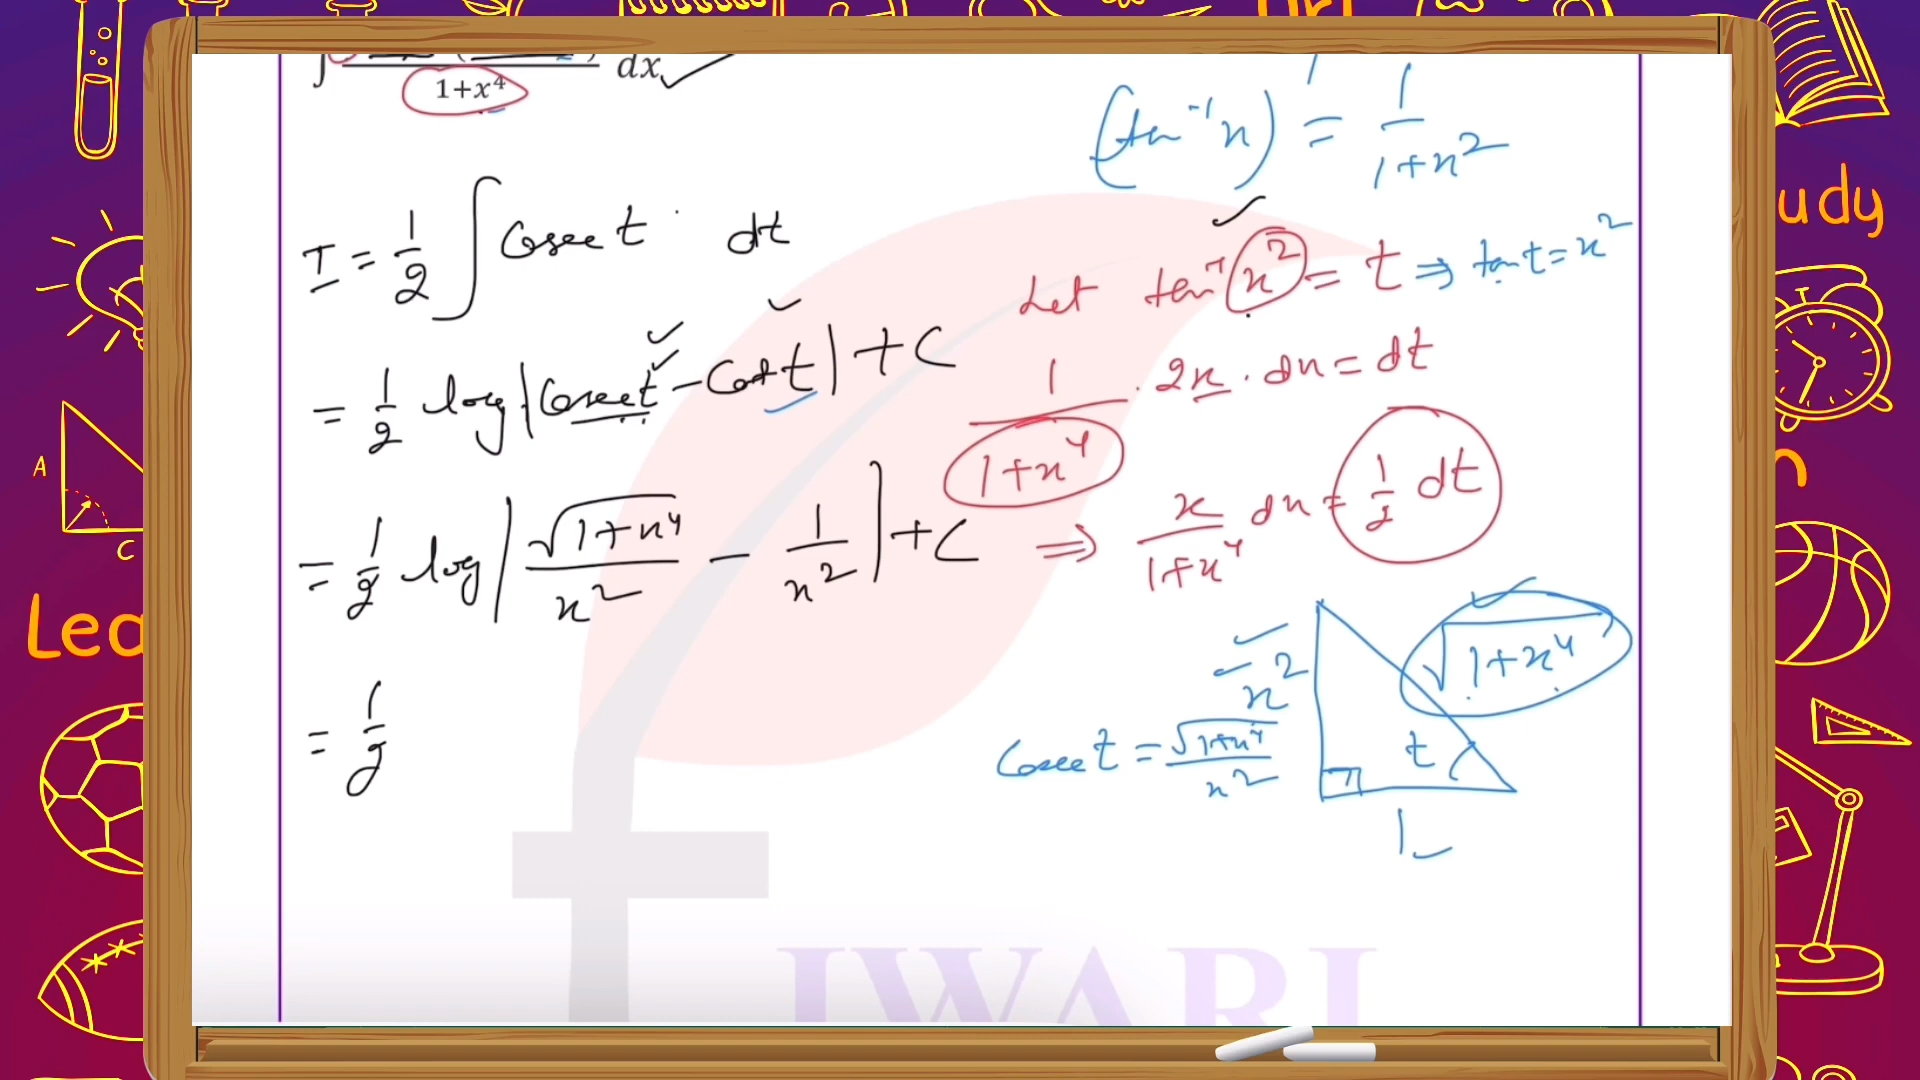 ∫ 1+x⁴ dx
(tan⁻¹x)' = 1/(1+x²)
I = 1/2 ∫ Cosec t dt
Let tan⁻¹(x²) = t ⇒ tan t = x²
= 1/2 log|Cosec t - Cot t| + C
1/(1+x⁴) . 2x . dx = dt
= 1/2 log|√(1+x⁴)/x² - 1/x²| + C
⇒ x/(1+x⁴) dx = 1/2 dt
= 1/2
x²
√(1+x⁴)
Cosec t = √(1+x⁴)/x²
t
1
IWARI
A
C
udy